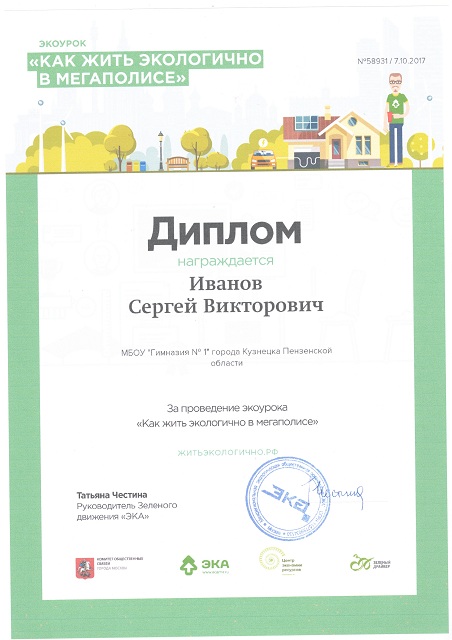 ЭКОУРОК
«КАК ЖИТЬ ЭКОЛОГИЧНО
В МЕГАПОЛИСЕ»
№58931 / 7.10.2017
Диплом
награждается
Иванов
Сергей Викторович
МБОУ "Гимназия № 1" города Кузнецка Пензенской
области
За проведение экоурока
«Как жить экологично в мегаполисе»
ЖИТЬЭКОЛОГИЧНО.РФ
Татьяна Честина
Руководитель Зеленого
движения «ЭКА»
ЭКА
КОМИТЕТ ОБЩЕСТВЕННЫХ
СВЯЗЕЙ
ГОРОДА МОСКВЫ
ЭКА
Центр
экономии
ресурсов
ЗЕЛЕНЫЙ
ДРАЙВЕР